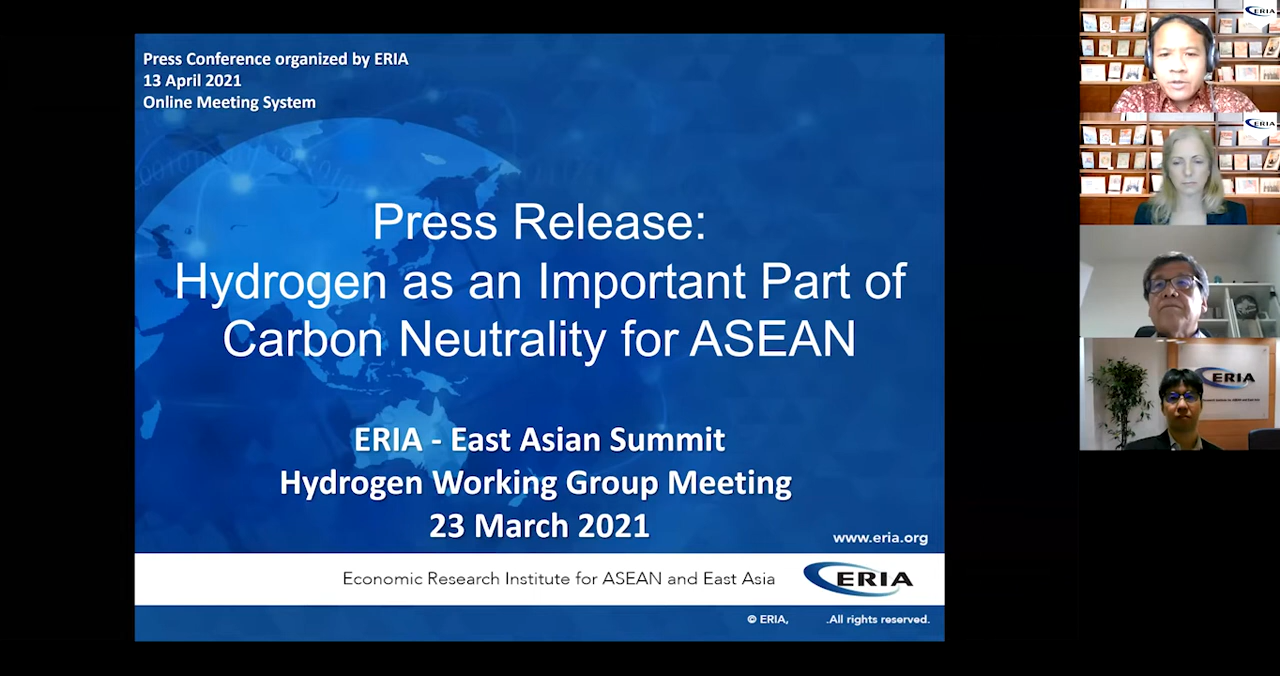 Press Conference organized by ERIA
13 April 2021
Online Meeting System
Press Release:
Hydrogen as an Important Part of
Carbon Neutrality for ASEAN
ERIA - East Asian Summit
Hydrogen Working Group Meeting
23 March 2021
www.eria.org
Economic Research Institute for ASEAN and East Asia
ERIA
© ERIA, .All rights reserved.
ERIA
ERIA
ERIA